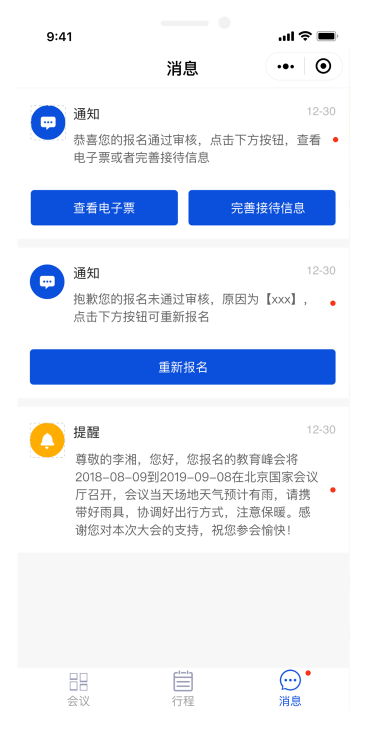 9:41
消息
通知
12-30
恭喜您的报名通过审核，点击下方按钮，查看
电子票或者完善接待信息
查看电子票
完善接待信息
通知
12-30
抱歉您的报名未通过审核，原因为【xxx】，
点击下方按钮可重新报名
重新报名
提醒
12-30
尊敬的李湘，您好，您报名的教育峰会将
2018-08-09到2019-09-08在北京国家会议
厅召开，会议当天场地天气预计有雨，请携
带好雨具，协调好出行方式，注意保暖。感
谢您对本次大会的支持，祝您参会愉快！
会议
行程
消息